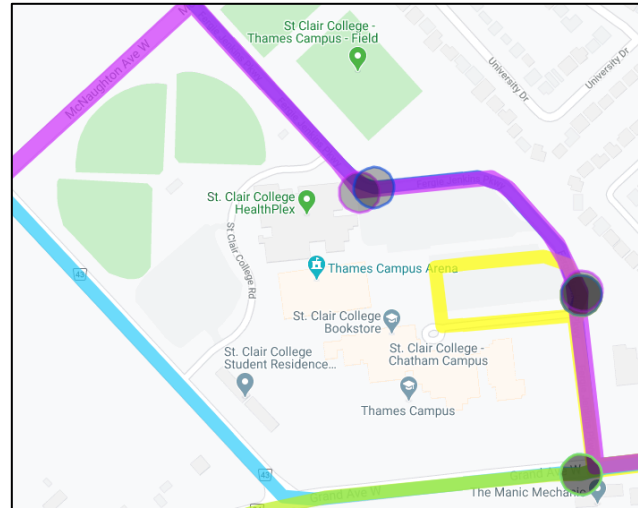 St Clair College -
Thames Campus - Field
University Dr
University Dr
McNaughton Ave W
St. Clair College
HealthPlex
St Clair College Rd
43
Thames Campus Arena
St. Clair College
Bookstore
St. Clair College -
Chatham Campus
St. Clair College
Student Residence...
Thames Campus
43
Grand Ave W
Grand Ave W
The Manic Mechanic